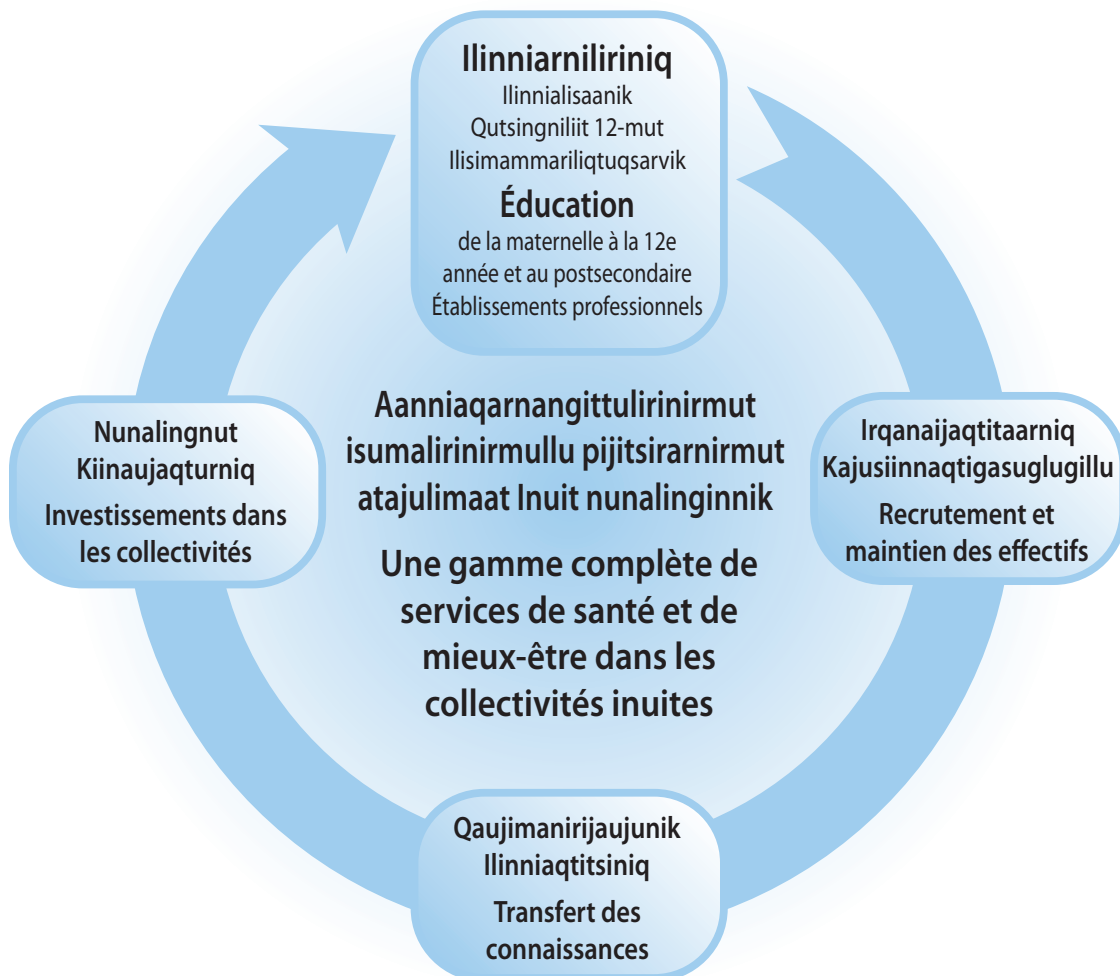 Ilinniarniliriniq
Ilinnialisaanik
Qutsingniliit 12-mut
Ilisimammariliqtuqsarvik
Éducation
de la maternelle à la 12e
année et au postsecondaire
Établissements professionnels
Nunalingnut
Kiinaujaqturniq
Investissements dans
les collectivités
Aanniaqarnangittulirinirmut
isumalirinirmullu pijitsirarnirmut
atajulimaat Inuit nunalinginnik
Une gamme complète de
services de santé et de
mieux-être dans les
collectivités inuites
Irqanaijaqtitaarniq
Kajusiinnaqtigasuglugillu
Recrutement et
maintien des effectifs
Qaujimanirijaujunik
Ilinniaqtitsiniq
Transfert des
connaissances